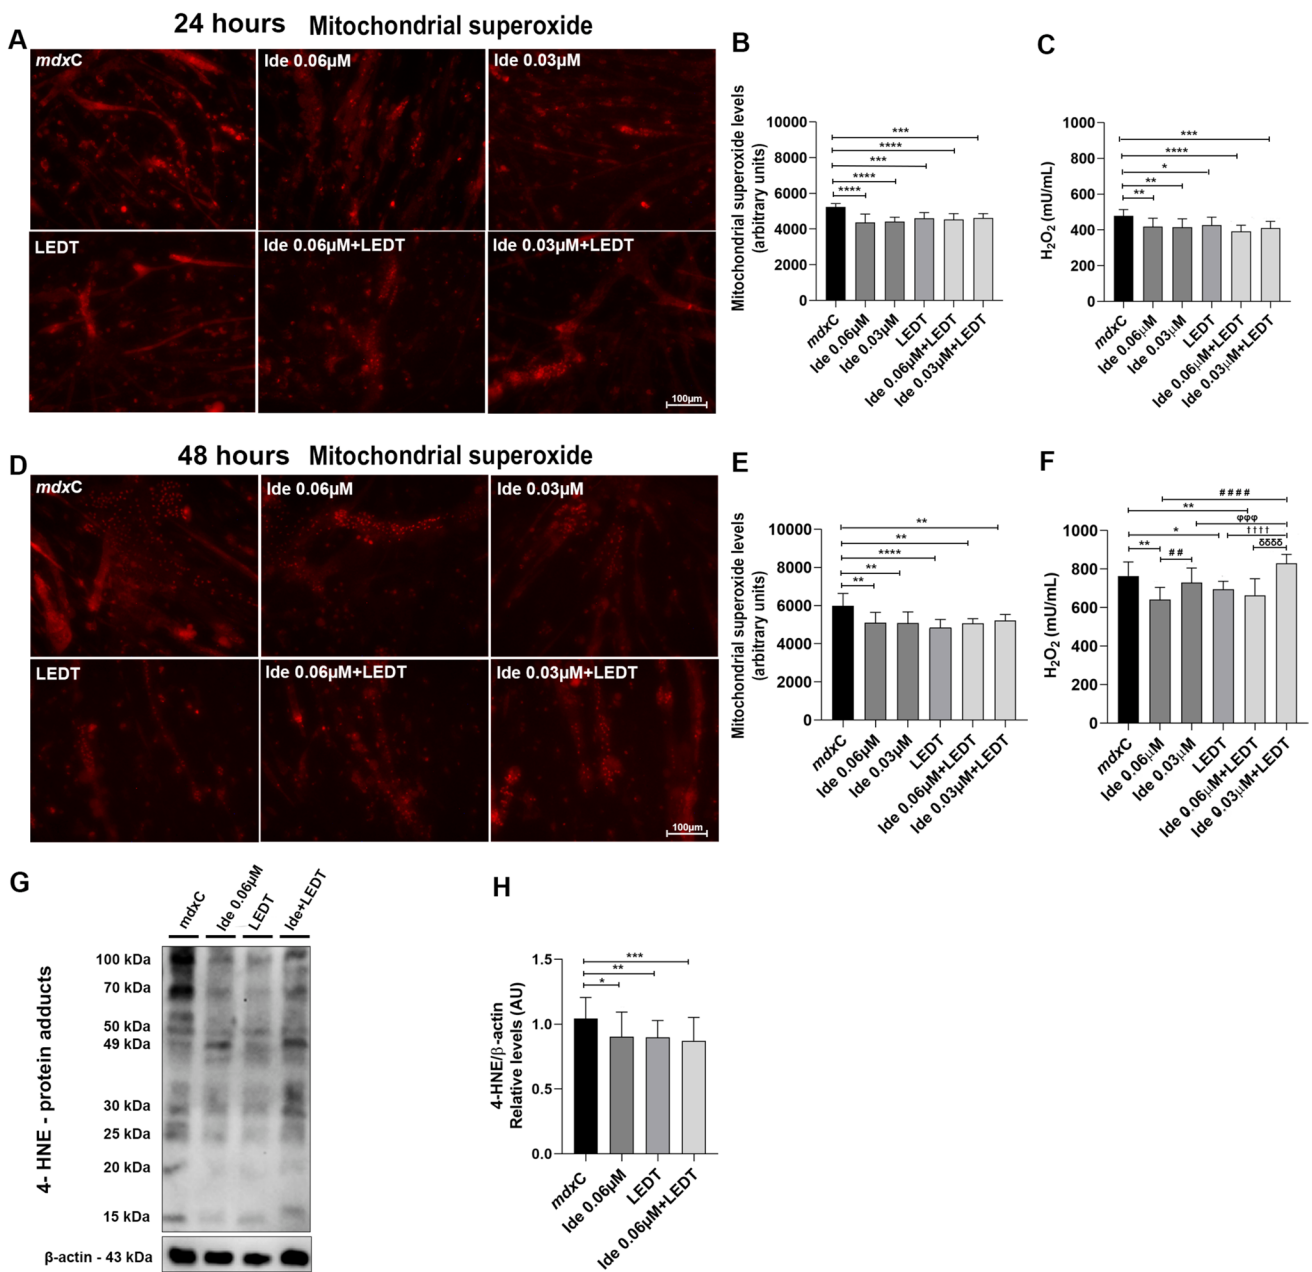 A
24 hours Mitochondrial superoxide
mdxC
Ide 0.06µM
Ide 0.03µM
LEDT
Ide 0.06µM+LEDT
Ide 0.03µM+LEDT
100µm
B
Mitochondrial superoxide levels
(arbitrary units)
10000
8000
6000
4000
2000
0
***
****
***
****
****
mdxC
Ide 0.06µM
Ide 0.03µM
LEDT
Ide 0.06µM+LEDT
Ide 0.03µM+LEDT
C
H₂O₂ (mU/mL)
1000
800
600
400
200
0
***
****
*
**
**
mdxC
Ide 0.06µM
Ide 0.03µM
LEDT
Ide 0.06µM+LEDT
Ide 0.03µM+LEDT
D
48 hours Mitochondrial superoxide
mdxC
Ide 0.06µM
Ide 0.03µM
LEDT
Ide 0.06µM+LEDT
Ide 0.03µM+LEDT
100µm
E
Mitochondrial superoxide levels
(arbitrary units)
10000
8000
6000
4000
2000
0
**
**
****
**
**
mdxC
Ide 0.06µM
Ide 0.03µM
LEDT
Ide 0.06µM+LEDT
Ide 0.03µM+LEDT
F
H₂O₂ (mU/mL)
1000
800
600
400
200
0
####
**
φφφ
* ††††
** ## δδδδ
mdxC
Ide 0.06µM
Ide 0.03µM
LEDT
Ide 0.06µM+LEDT
Ide 0.03µM+LEDT
G
4- HNE - protein adducts
mdxC
Ide 0.06µM
LEDT
Ide+LEDT
100 kDa
70 kDa
50 kDa
49 kDa
30 kDa
25 kDa
20 kDa
15 kDa
β-actin - 43 kDa
H
4-HNE/β-actin
Relative levels (AU)
1.5
1.0
0.5
0.0
***
**
*
mdxC
Ide 0.06µM
LEDT
Ide 0.06µM+LEDT